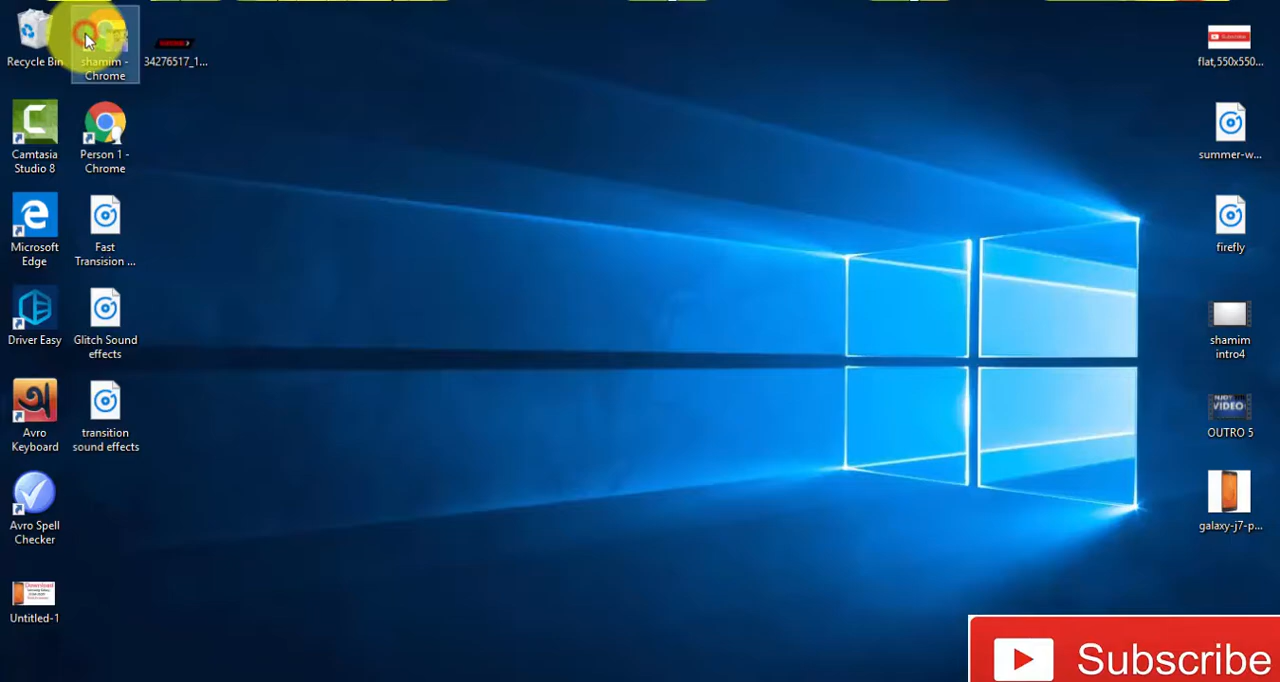 Recycle Bin
shamim -
Chrome
34276517_1...
flat,550x550...
Camtasia
Studio 8
Person 1 -
Chrome
summer-w...
Microsoft
Edge
Fast
Transision ...
firefly
Driver Easy
Glitch Sound
effects
shamim
intro4
Avro
Keyboard
transition
sound effects
VIDEO
OUTRO 5
Avro Spell
Checker
galaxy-j7-p...
Download
Untitled-1
Subscribe